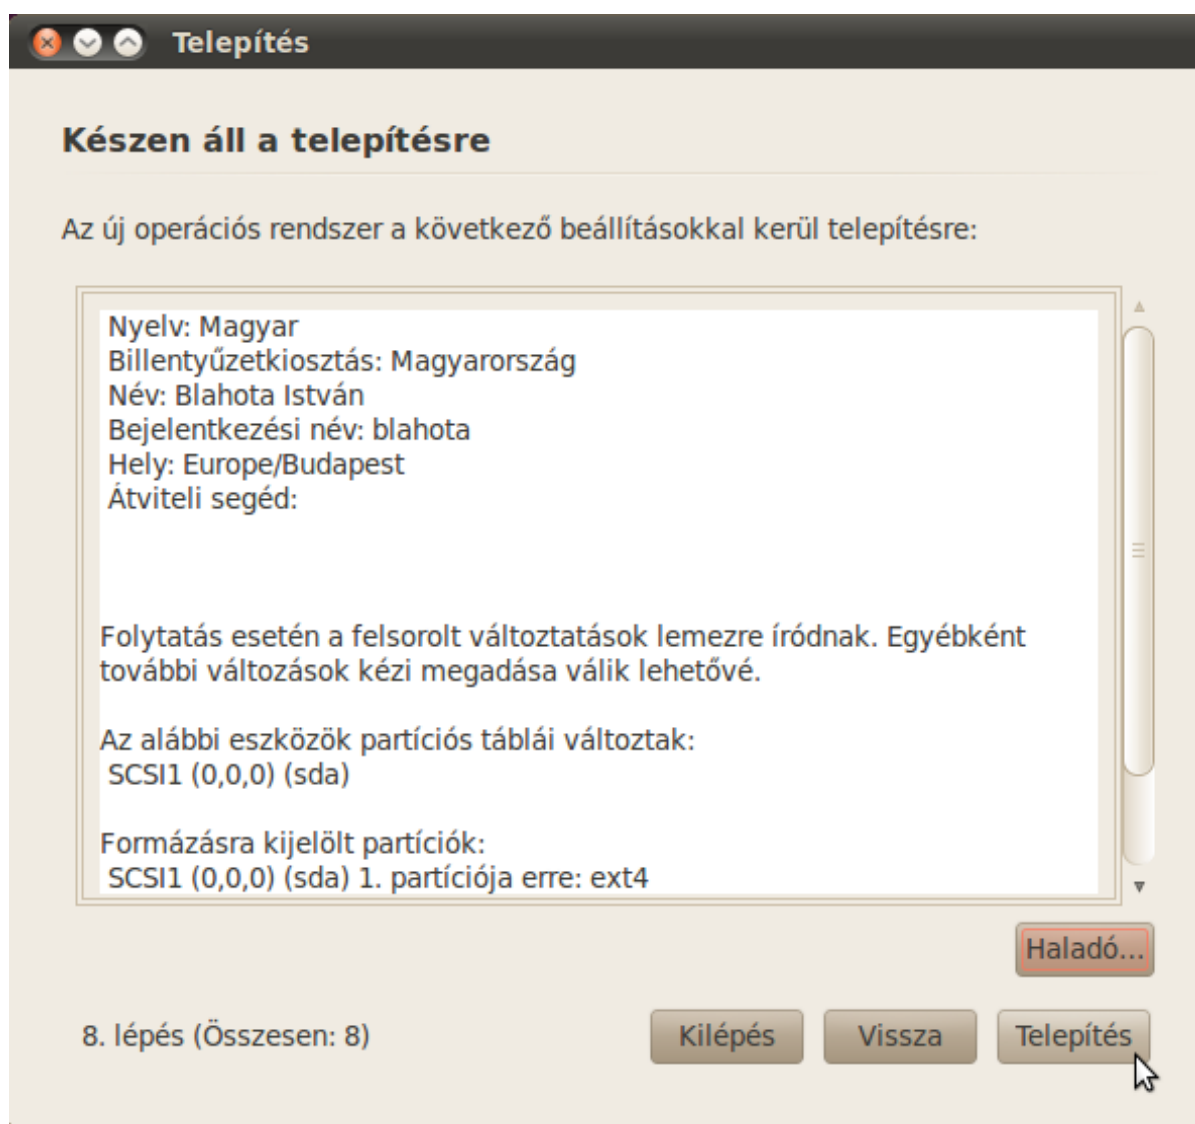 Telepítés
Készen áll a telepítésre
Az új operációs rendszer a következő beállításokkal kerül telepítésre:
Nyelv: Magyar
Billentyűzetkiosztás: Magyarország
Név: Blahota István
Bejelentkezési név: blahota
Hely: Europe/Budapest
Átviteli segéd:
Folytatás esetén a felsorolt változtatások lemezre íródnak. Egyébként
további változások kézi megadása válik lehetővé.
Az alábbi eszközök partíciós táblái változtak:
SCSI1 (0,0,0) (sda)
Formázásra kijelölt partíciók:
SCSI1 (0,0,0) (sda) 1. partíciója erre: ext4
Haladó...
8. lépés (Összesen: 8)
Kilépés
Vissza
Telepítés